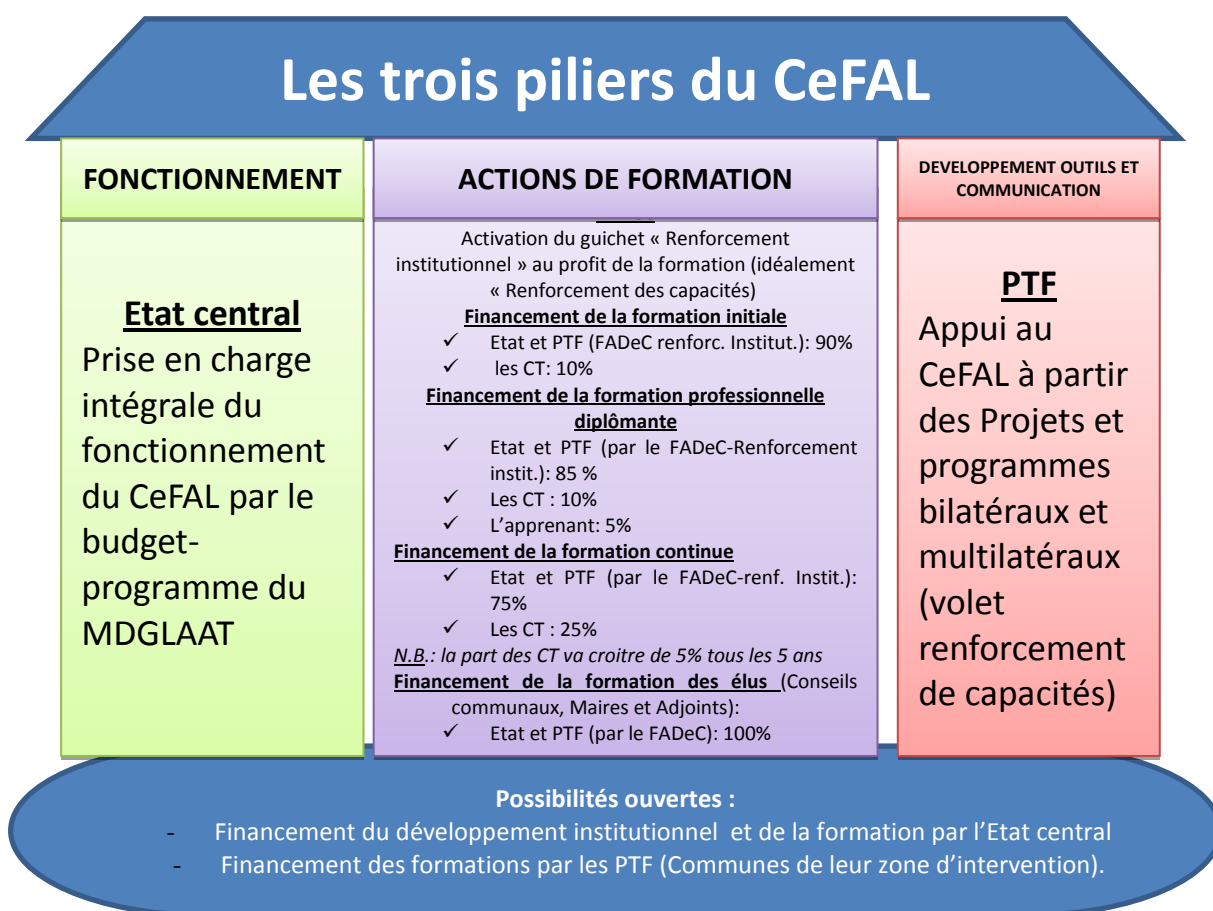 Les trois piliers du CeFAL
FONCTIONNEMENT
Etat central
Prise en charge
intégrale du
fonctionnement
du CeFAL par le
budget-
programme du
MDGLAAT
ACTIONS DE FORMATION
Activation du guichet « Renforcement
institutionnel » au profit de la formation (idéalement
« Renforcement des capacités)
Financement de la formation initiale
✓ Etat et PTF (FADeC renforc. Institut.): 90%
✓ les CT: 10%
Financement de la formation professionnelle
diplômante
✓ Etat et PTF (par le FADeC-Renforcement
instit.): 85 %
✓ Les CT : 10%
✓ L’apprenant: 5%
Financement de la formation continue
✓ Etat et PTF (par le FADeC-renf. Instit.):
75%
✓ Les CT : 25%
N.B.: la part des CT va croitre de 5% tous les 5 ans
Financement de la formation des élus (Conseils
communaux, Maires et Adjoints):
✓ Etat et PTF (par le FADeC): 100%
DEVELOPPEMENT OUTILS ET
COMMUNICATION
PTF
Appui au
CeFAL à partir
des Projets et
programmes
bilatéraux et
multilatéraux
(volet
renforcement
de capacités)
Possibilités ouvertes :
- Financement du développement institutionnel et de la formation par l’Etat central
- Financement des formations par les PTF (Communes de leur zone d’intervention).